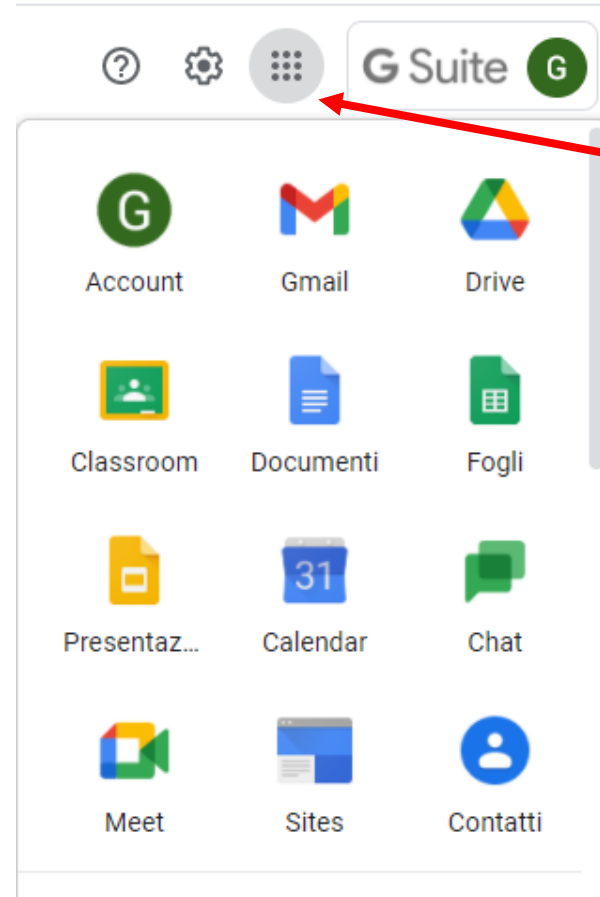 G Suite G
G
Account Gmail Drive
Classroom Documenti Fogli
31
Presentaz... Calendar Chat
Meet Sites Contatti